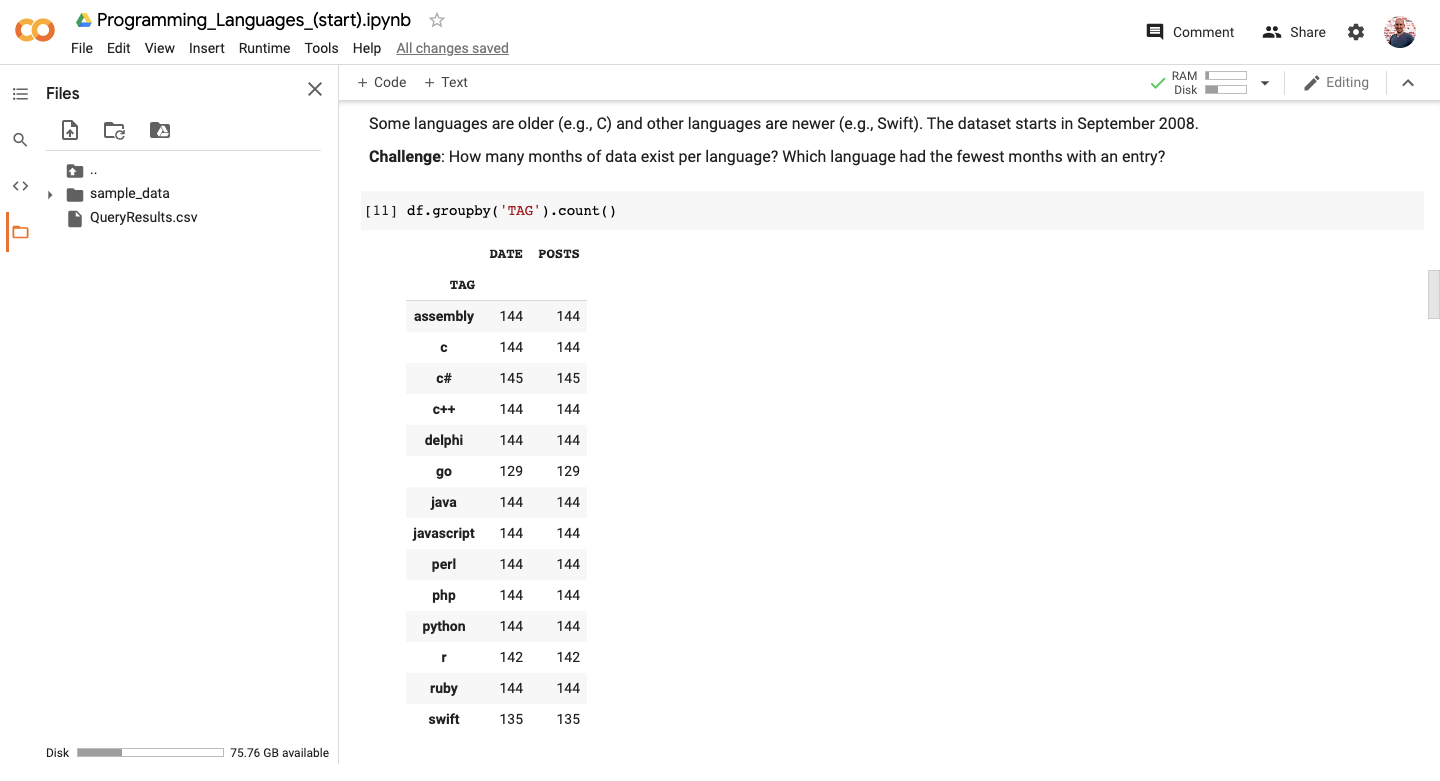 Programming_Languages_(start).ipynb
File Edit View Insert Runtime Tools Help All changes saved
Comment
Share
Files
+ Code + Text
RAM
Disk
Editing
..
sample_data
QueryResults.csv
Disk 75.76 GB available
Some languages are older (e.g., C) and other languages are newer (e.g., Swift). The dataset starts in September 2008.
Challenge: How many months of data exist per language? Which language had the fewest months with an entry?
[11] df.groupby('TAG').count()
DATE POSTS
TAG
assembly 144 144
c 144 144
c# 145 145
c++ 144 144
delphi 144 144
go 129 129
java 144 144
javascript 144 144
perl 144 144
php 144 144
python 144 144
r 142 142
ruby 144 144
swift 135 135